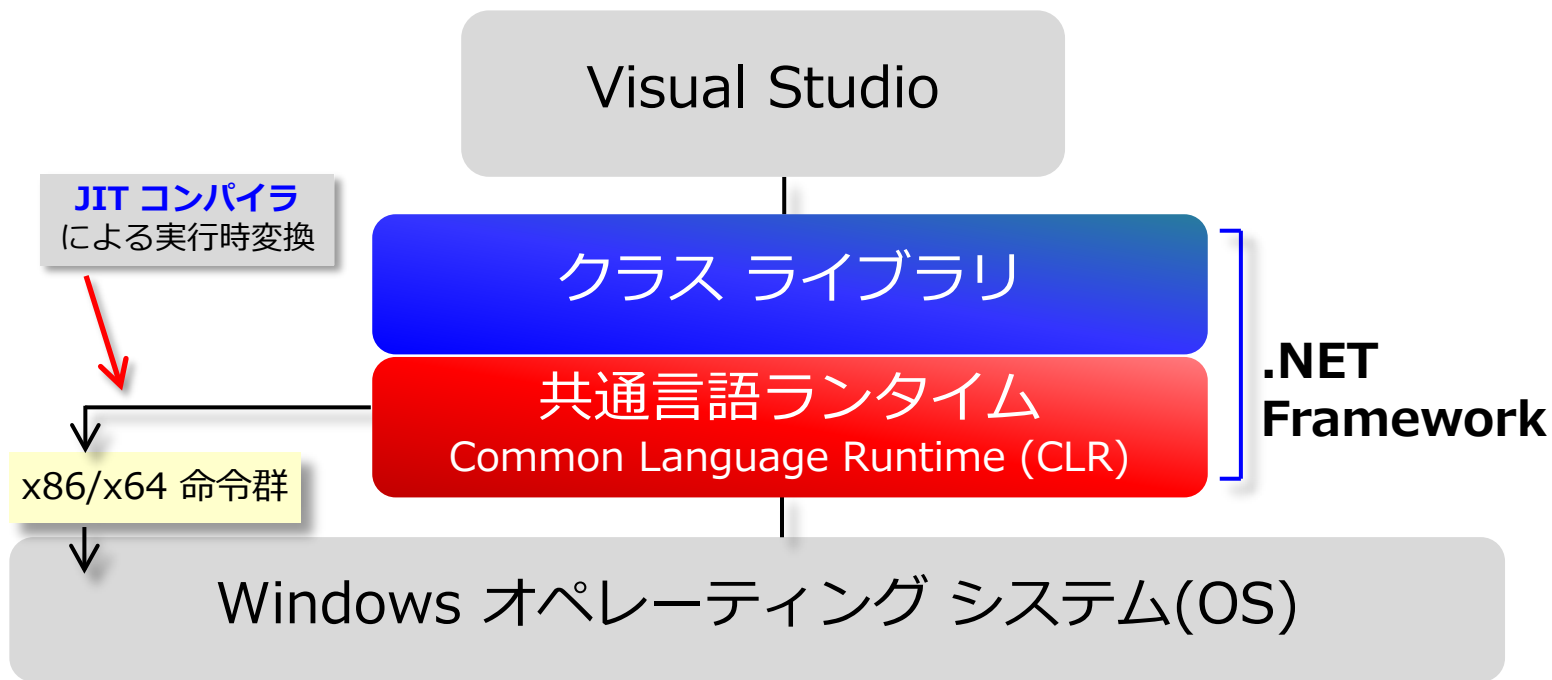 Visual Studio
JIT コンパイラ
による実行時変換
クラス ライブラリ
共通言語ランタイム
Common Language Runtime (CLR)
.NET
Framework
x86/x64 命令群
Windows オペレーティング システム(OS)